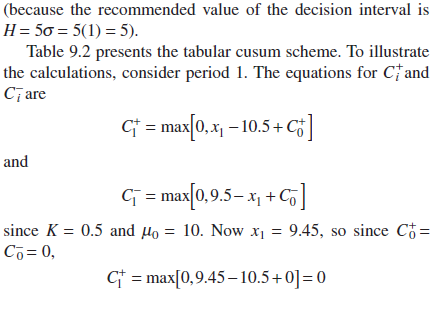 (because the recommended value of the decision interval is
H = 5σ = 5(1) = 5).
Table 9.2 presents the tabular cusum scheme. To illustrate
the calculations, consider period 1. The equations for Cᵢ⁺ and
Cᵢ⁻ are
C₁⁺ = max[0, x₁ – 10.5 + C₀⁺]
and
C₁⁻ = max[0, 9.5 – x₁ + C₀⁻]
since K = 0.5 and μ₀ = 10. Now x₁ = 9.45, so since C₀⁺ =
C₀⁻ = 0,
C₁⁺ = max[0, 9.45 – 10.5 + 0] = 0